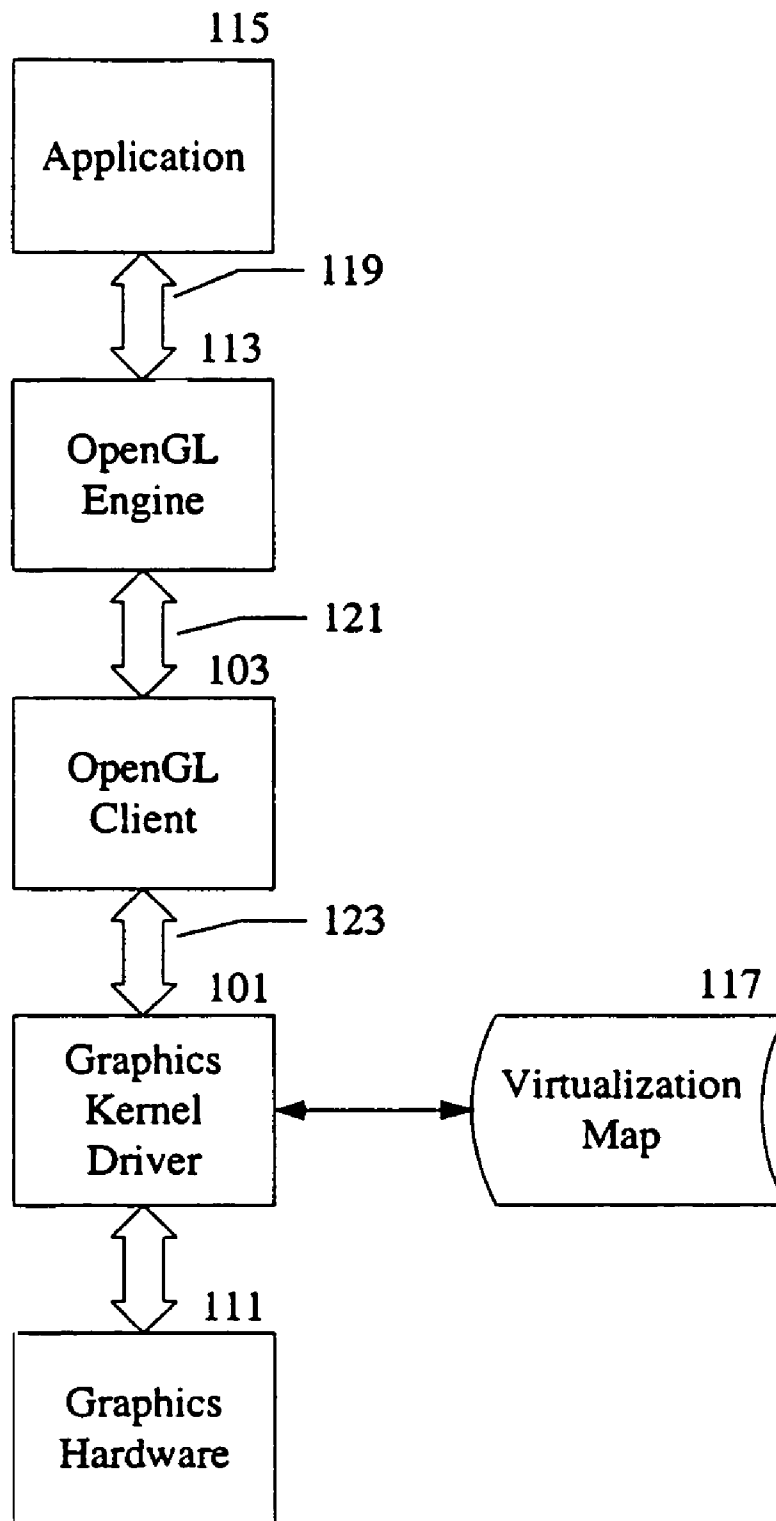 115
Application
119
113
OpenGL
Engine
121
103
OpenGL
Client
123
101
Graphics
Kernel
Driver
117
Virtualization
Map
111
Graphics
Hardware